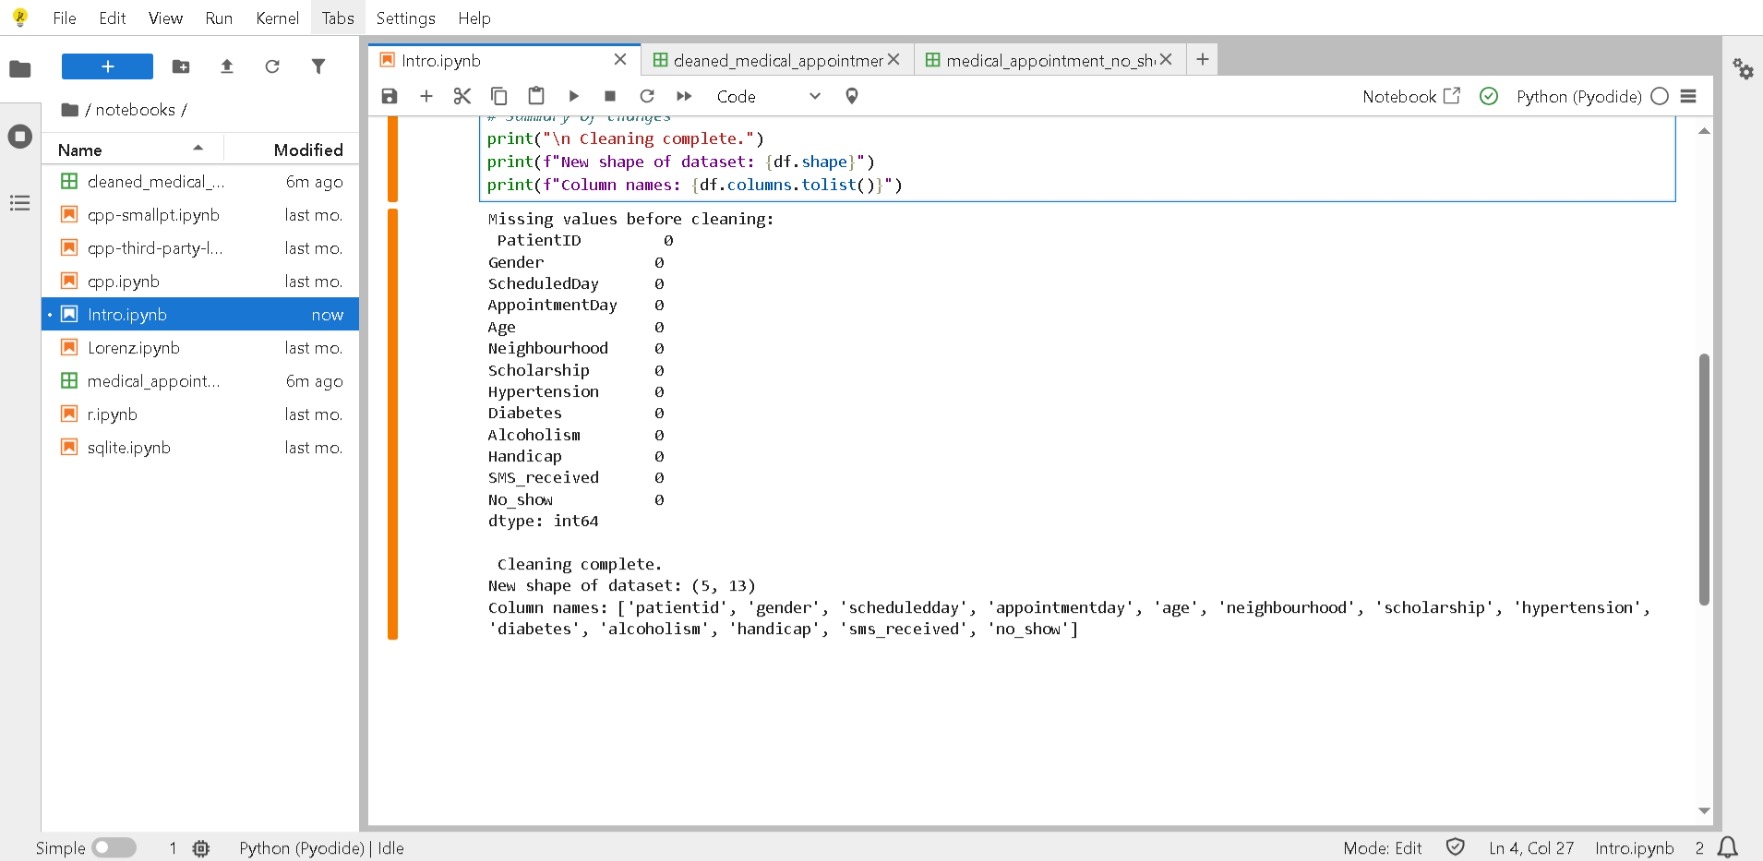 File Edit View Run Kernel Tabs Settings Help
+
/ notebooks /
Name Modified
cleaned_medical_... 6m ago
cpp-smallpt.ipynb last mo.
cpp-third-party-l... last mo.
cpp.ipynb last mo.
Intro.ipynb now
Lorenz.ipynb last mo.
medical_appoint... 6m ago
r.ipynb last mo.
sqlite.ipynb last mo.
Intro.ipynb cleaned_medical_appointmer medical_appointment_no_sh
Code Notebook Python (Pyodide)
# Summary of changes
print("\n Cleaning complete.")
print(f"New shape of dataset: {df.shape}")
print(f"Column names: {df.columns.tolist()}")
Missing values before cleaning:
PatientID 0
Gender 0
ScheduledDay 0
AppointmentDay 0
Age 0
Neighbourhood 0
Scholarship 0
Hypertension 0
Diabetes 0
Alcoholism 0
Handicap 0
SMS_received 0
No_show 0
dtype: int64
Cleaning complete.
New shape of dataset: (5, 13)
Column names: ['patientid', 'gender', 'scheduledday', 'appointmentday', 'age', 'neighbourhood', 'scholarship', 'hypertension',
'diabetes', 'alcoholism', 'handicap', 'sms_received', 'no_show']
Simple 1 Python (Pyodide) | Idle Mode: Edit Ln 4, Col 27 Intro.ipynb 2